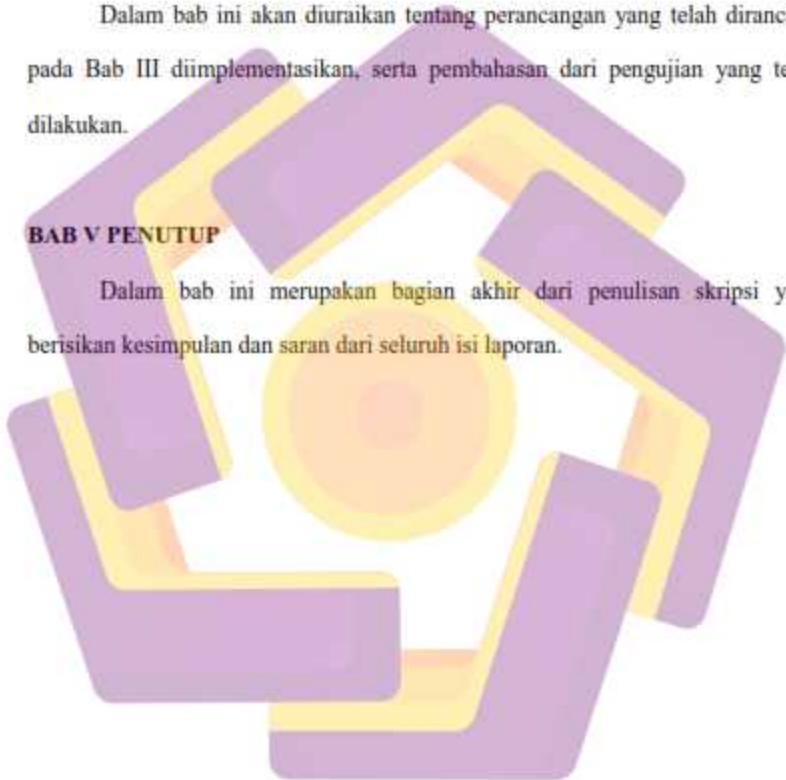 Dalam bab ini akan diuraikan tentang perancangan yang telah diranc
pada Bab III diimplementasikan, serta pembahasan dari pengujian yang te
dilakukan.
BAB V PENUTUP
Dalam bab ini merupakan bagian akhir dari penulisan skripsi y
berisikan kesimpulan dan saran dari seluruh isi laporan.